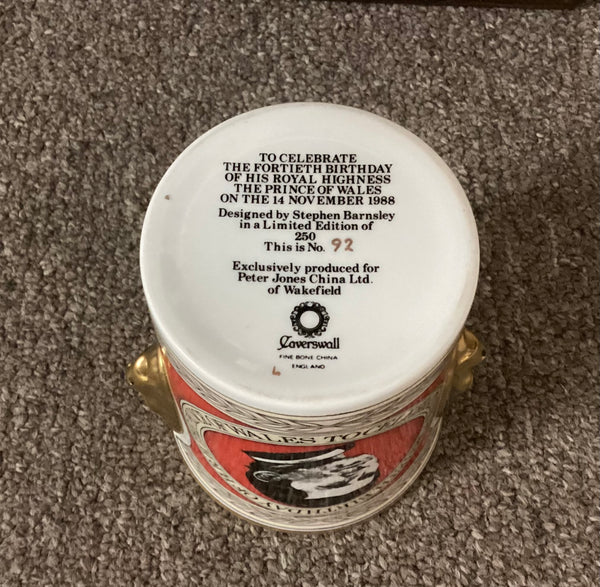 TO CELEBRATE
THE FORTIETH BIRTHDAY
OF HIS ROYAL HIGHNESS
THE PRINCE OF WALES
ON THE 14 NOVEMBER 1988
Designed by Stephen Barnsley
in a Limited Edition of
250
This is No. 92
Exclusively produced for
Peter Jones China Ltd.
of Wakefield
Caverswall
FINE BONE CHINA
ENGLAND
WALES TO